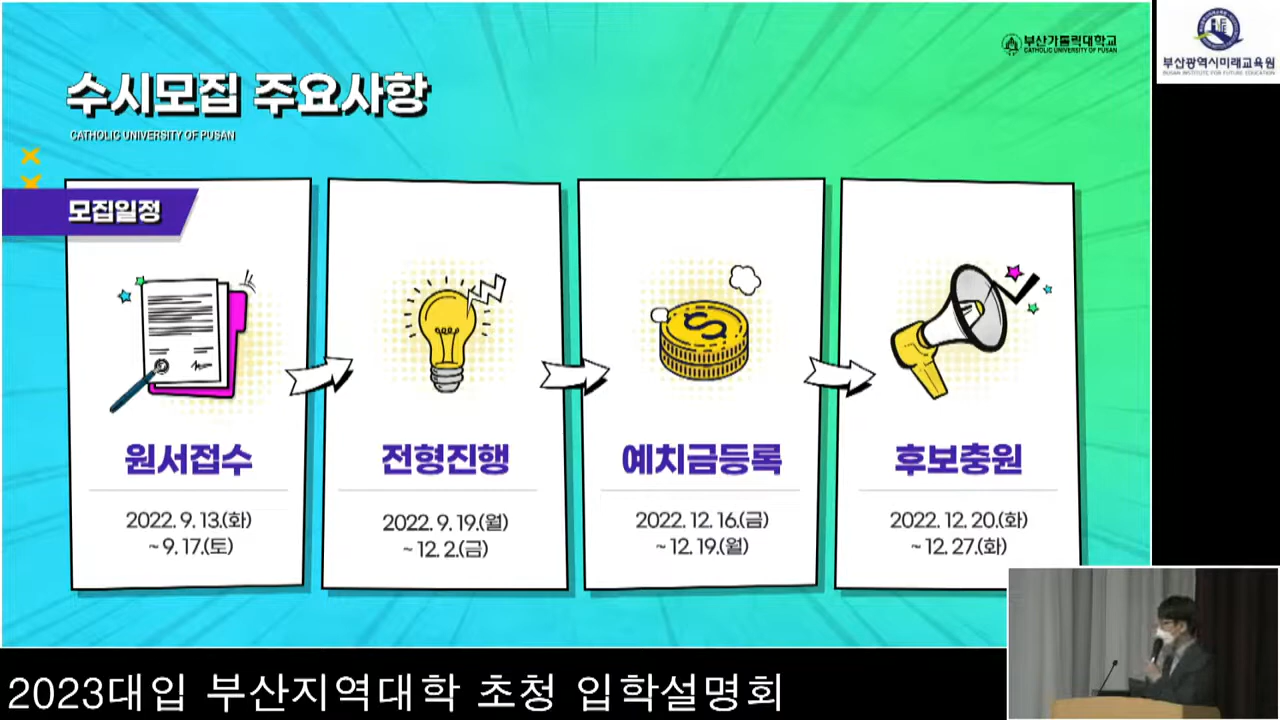 부산가톨릭대학교
CATHOLIC UNIVERSITY OF PUSAN
부산광역시미래교육원
BUSAN INSTITUTE FOR FUTURE EDUCATION
수시모집 주요사항
CATHOLIC UNIVERSITY OF PUSAN
모집일정
원서접수
2022. 9. 13.(화)
~ 9. 17.(토)
전형진행
2022. 9. 19.(월)
~ 12. 2.(금)
예치금등록
2022. 12. 16.(금)
~ 12. 19.(월)
후보충원
2022. 12. 20.(화)
~ 12. 27.(화)
2023대입 부산지역대학 초청 입학설명회